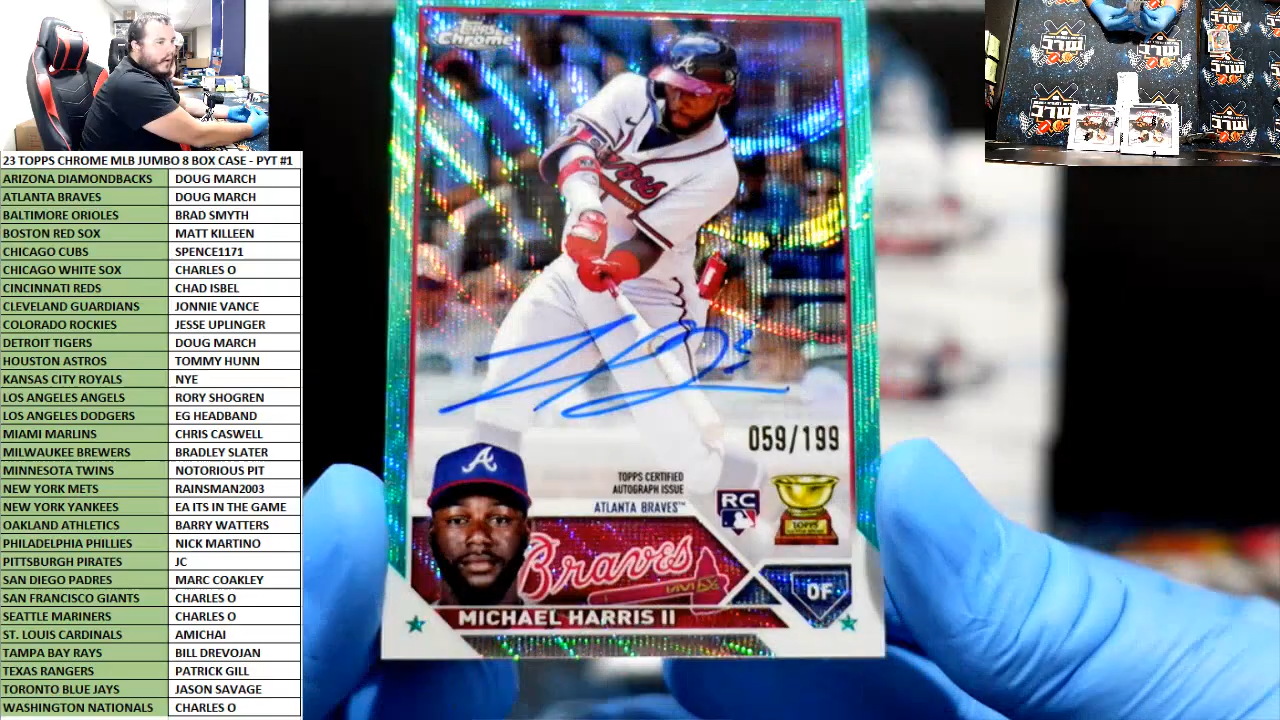 23 TOPPS CHROME MLB JUMBO 8 BOX CASE - PYT #1
ARIZONA DIAMONDBACKS DOUG MARCH
ATLANTA BRAVES DOUG MARCH
BALTIMORE ORIOLES BRAD SMYTH
BOSTON RED SOX MATT KILLEEN
CHICAGO CUBS SPENCE1171
CHICAGO WHITE SOX CHARLES O
CINCINNATI REDS CHAD ISBEL
CLEVELAND GUARDIANS JONNIE VANCE
COLORADO ROCKIES JESSE UPLINGER
DETROIT TIGERS DOUG MARCH
HOUSTON ASTROS TOMMY HUNN
KANSAS CITY ROYALS NYE
LOS ANGELES ANGELS RORY SHOGREN
LOS ANGELES DODGERS EG HEADBAND
MIAMI MARLINS CHRIS CASWELL
MILWAUKEE BREWERS BRADLEY SLATER
MINNESOTA TWINS NOTORIOUS PIT
NEW YORK METS RAINSMAN2003
NEW YORK YANKEES EA ITS IN THE GAME
OAKLAND ATHLETICS BARRY WATTERS
PHILADELPHIA PHILLIES NICK MARTINO
PITTSBURGH PIRATES JC
SAN DIEGO PADRES MARC COAKLEY
SAN FRANCISCO GIANTS CHARLES O
SEATTLE MARINERS CHARLES O
ST. LOUIS CARDINALS AMICHAI
TAMPA BAY RAYS BILL DREVOJAN
TEXAS RANGERS PATRICK GILL
TORONTO BLUE JAYS JASON SAVAGE
WASHINGTON NATIONALS CHARLES O
Topps
Chrome
A
059/199
TOPPS CERTIFIED
AUTOGRAPH ISSUE
ATLANTA BRAVES™
RC
TOPPS
A
Braves
OF
MICHAEL HARRIS II